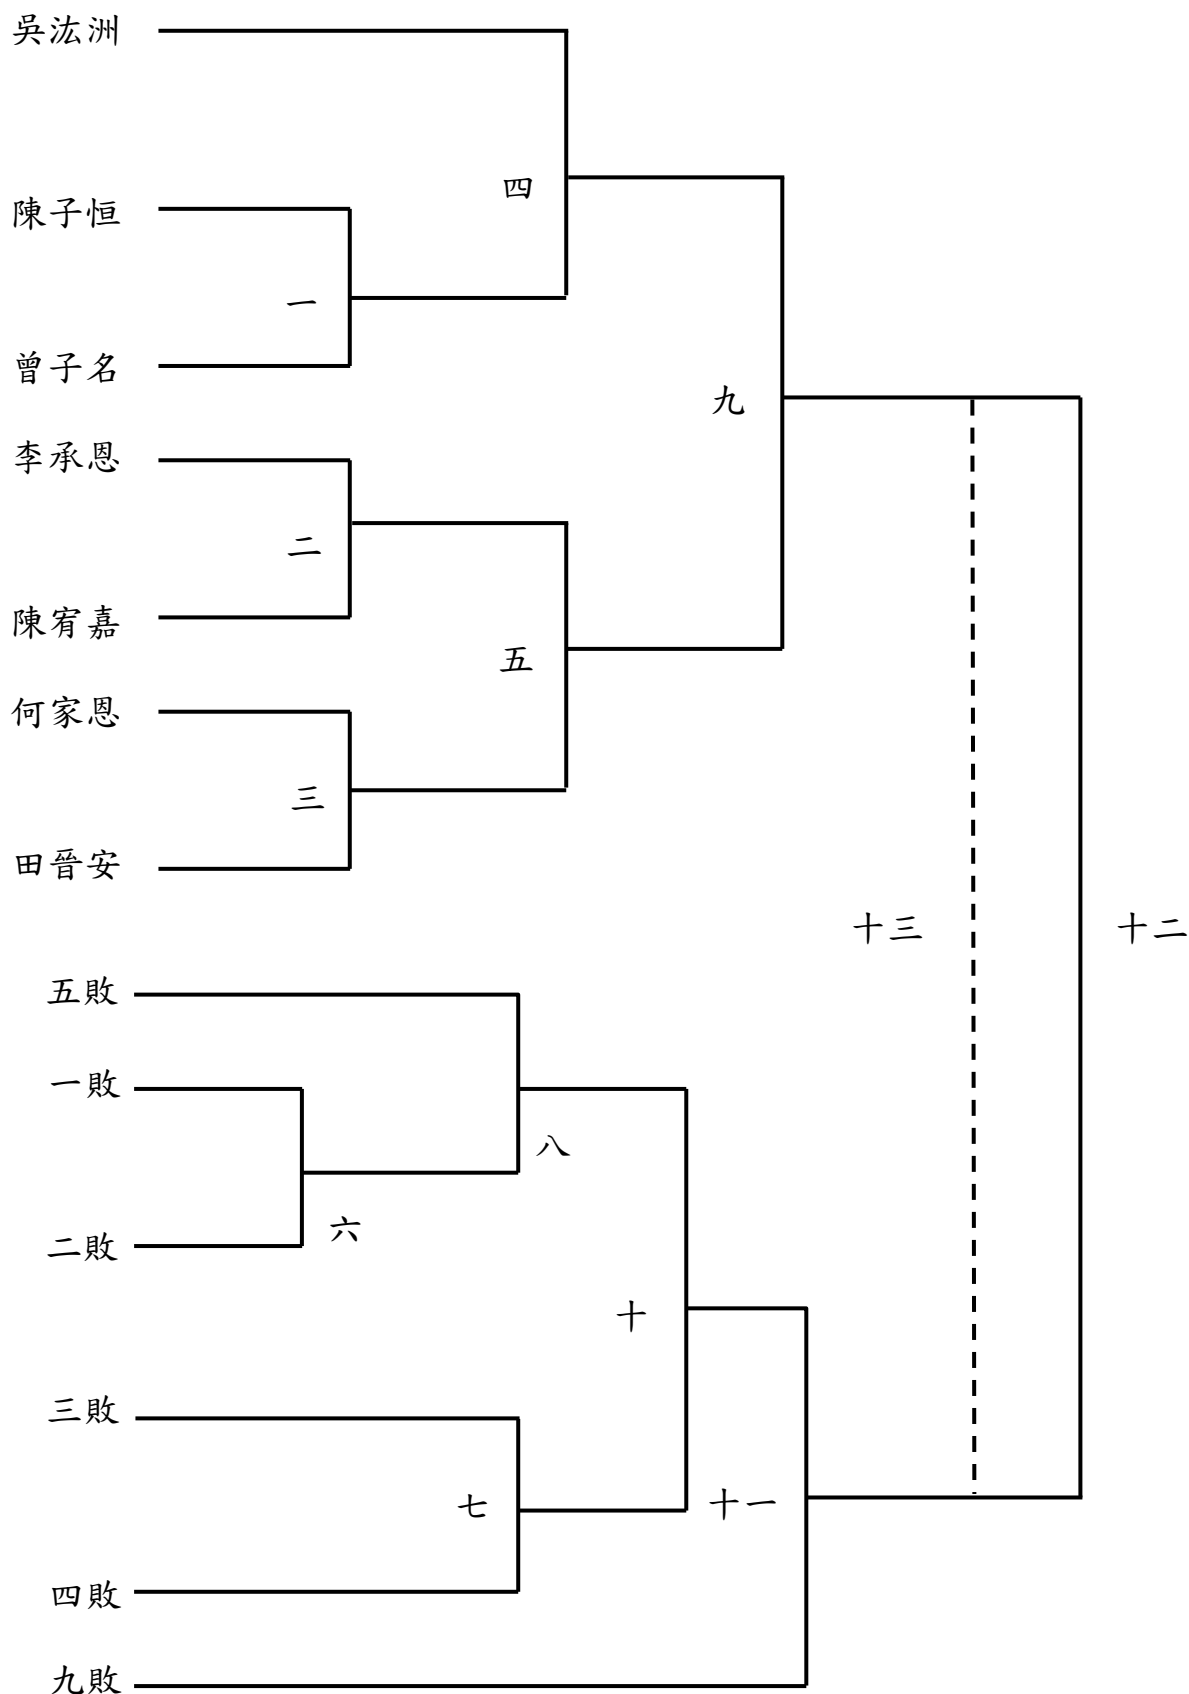 吳汯洲
四
陳子恒
一
曾子名
九
李承恩
二
陳宥嘉
五
何家恩
三
田晉安
十三
十二
五敗
一敗
八
六
二敗
十
三敗
七
十一
四敗
九敗